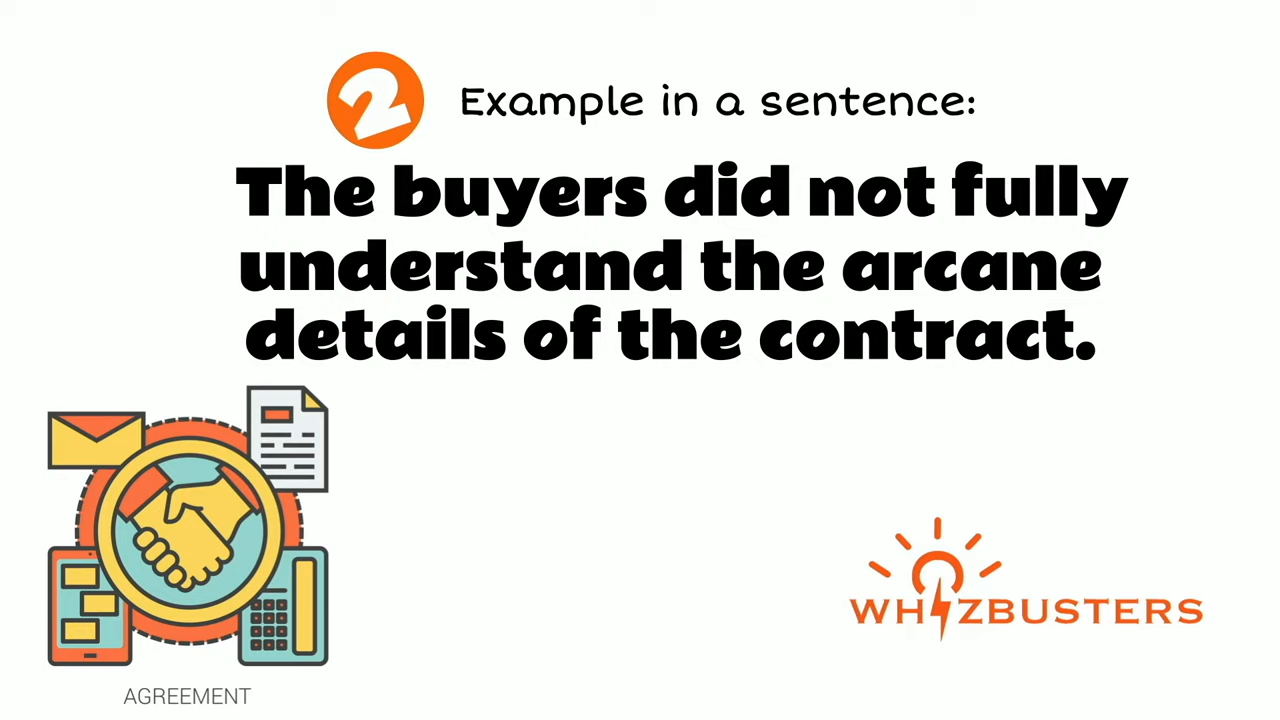 2 Example in a sentence:
The buyers did not fully
understand the arcane
details of the contract.
WHIZBUSTERS
AGREEMENT